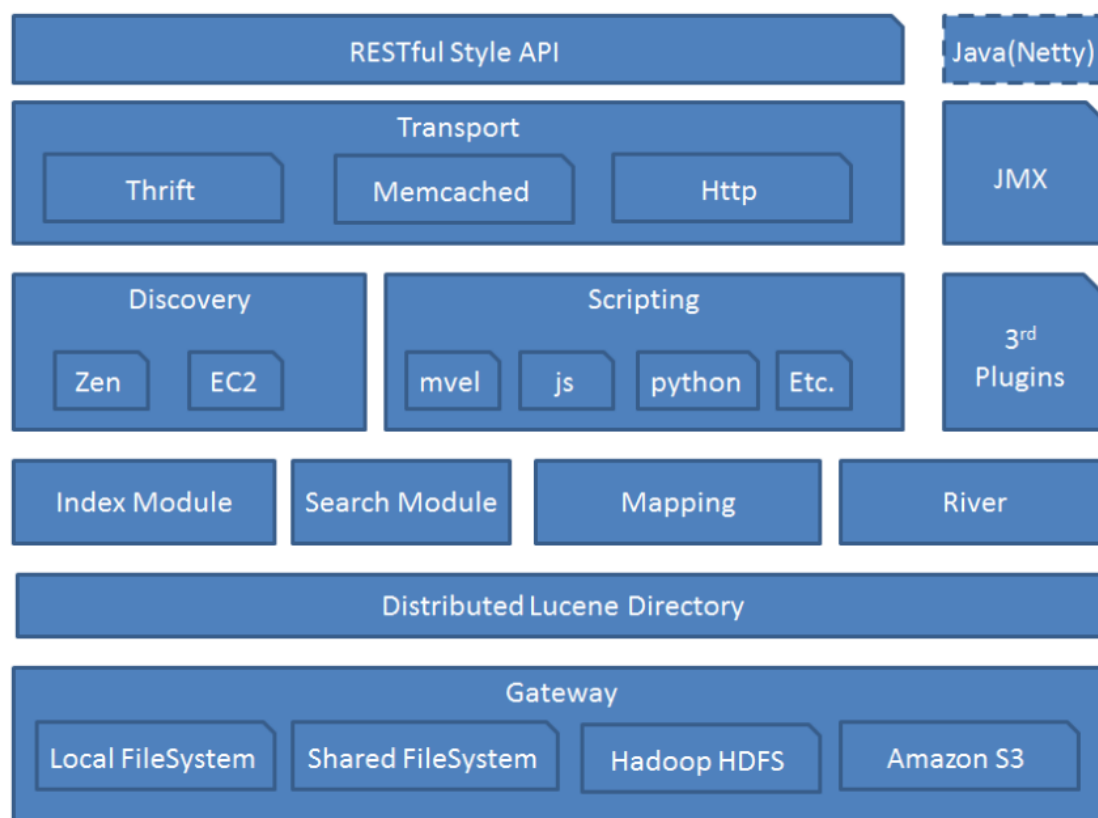 RESTful Style API
Java(Netty)
Transport
Thrift
Memcached
Http
JMX
Discovery
Zen
EC2
Scripting
mvel
js
python
Etc.
3rd
Plugins
Index Module
Search Module
Mapping
River
Distributed Lucene Directory
Gateway
Local FileSystem
Shared FileSystem
Hadoop HDFS
Amazon S3